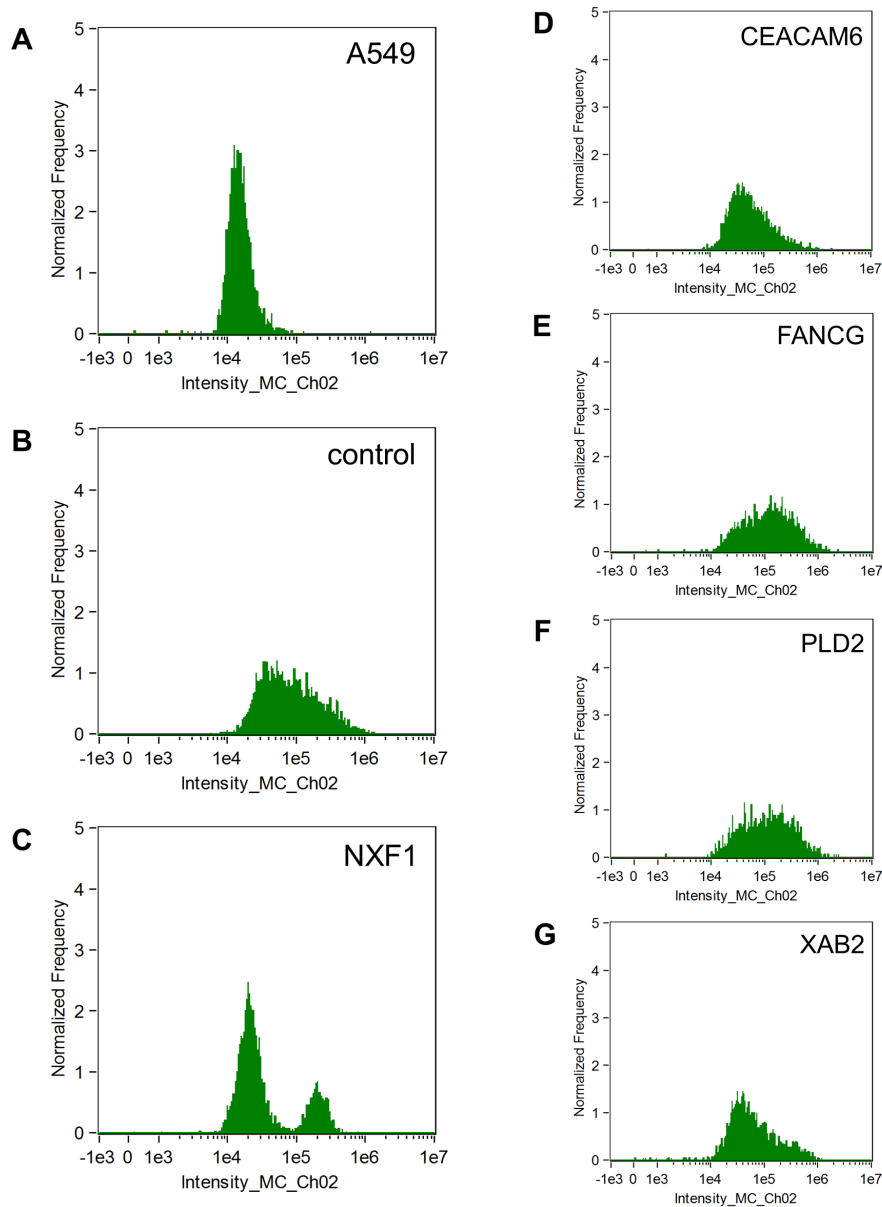 A
A549
Normalized Frequency
5
4
3
2
1
0
-1e3 0 1e3 1e4 1e5 1e6 1e7
Intensity_MC_Ch02
B
control
Normalized Frequency
5
4
3
2
1
0
-1e3 0 1e3 1e4 1e5 1e6 1e7
Intensity_MC_Ch02
C
NXF1
Normalized Frequency
5
4
3
2
1
0
-1e3 0 1e3 1e4 1e5 1e6 1e7
Intensity_MC_Ch02
D
CEACAM6
Normalized Frequency
5
4
3
2
1
0
-1e3 0 1e3 1e4 1e5 1e6 1e7
Intensity_MC_Ch02
E
FANCG
Normalized Frequency
5
4
3
2
1
0
-1e3 0 1e3 1e4 1e5 1e6 1e7
Intensity_MC_Ch02
F
PLD2
Normalized Frequency
5
4
3
2
1
0
-1e3 0 1e3 1e4 1e5 1e6 1e7
Intensity_MC_Ch02
G
XAB2
Normalized Frequency
5
4
3
2
1
0
-1e3 0 1e3 1e4 1e5 1e6 1e7
Intensity_MC_Ch02